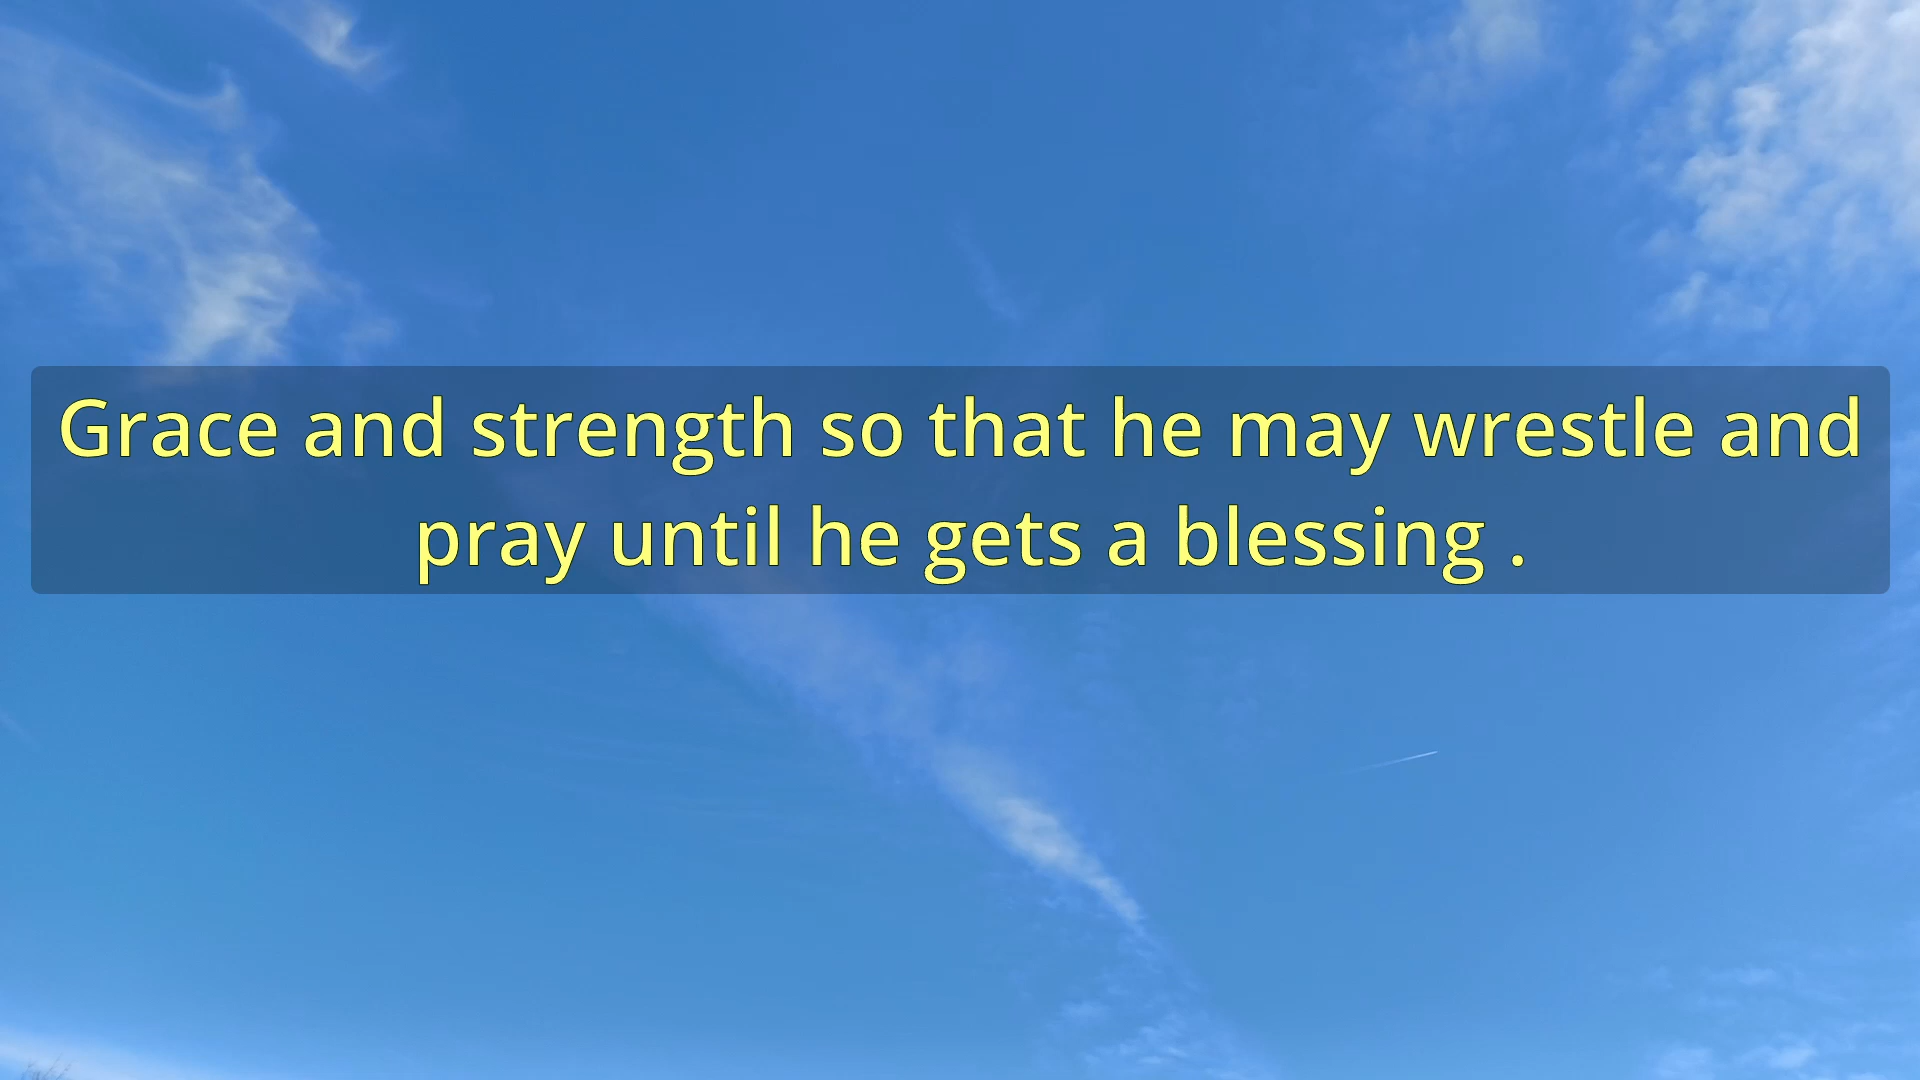 Grace and strength so that he may wrestle and
pray until he gets a blessing .